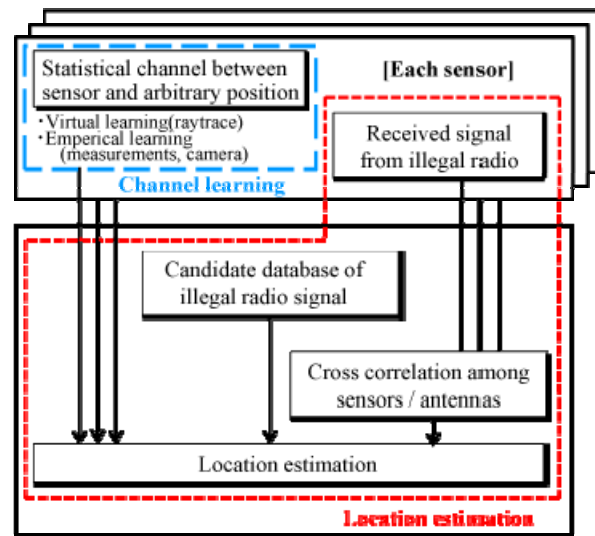 Statistical channel between
sensor and arbitrary position
[Each sensor]
・Virtual learning(raytrace)
・Emperical learning
(measurements, camera)
Channel learning
Received signal
from illegal radio
Candidate database of
illegal radio signal
Cross correlation among
sensors / antennas
Location estimation
Location estimation